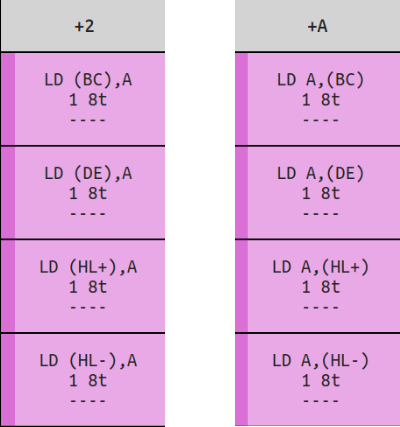 +2
LD (BC),A
1 8t
----
LD (DE),A
1 8t
----
LD (HL+),A
1 8t
----
LD (HL-),A
1 8t
----
+A
LD A,(BC)
1 8t
----
LD A,(DE)
1 8t
----
LD A,(HL+)
1 8t
----
LD A,(HL-)
1 8t
----